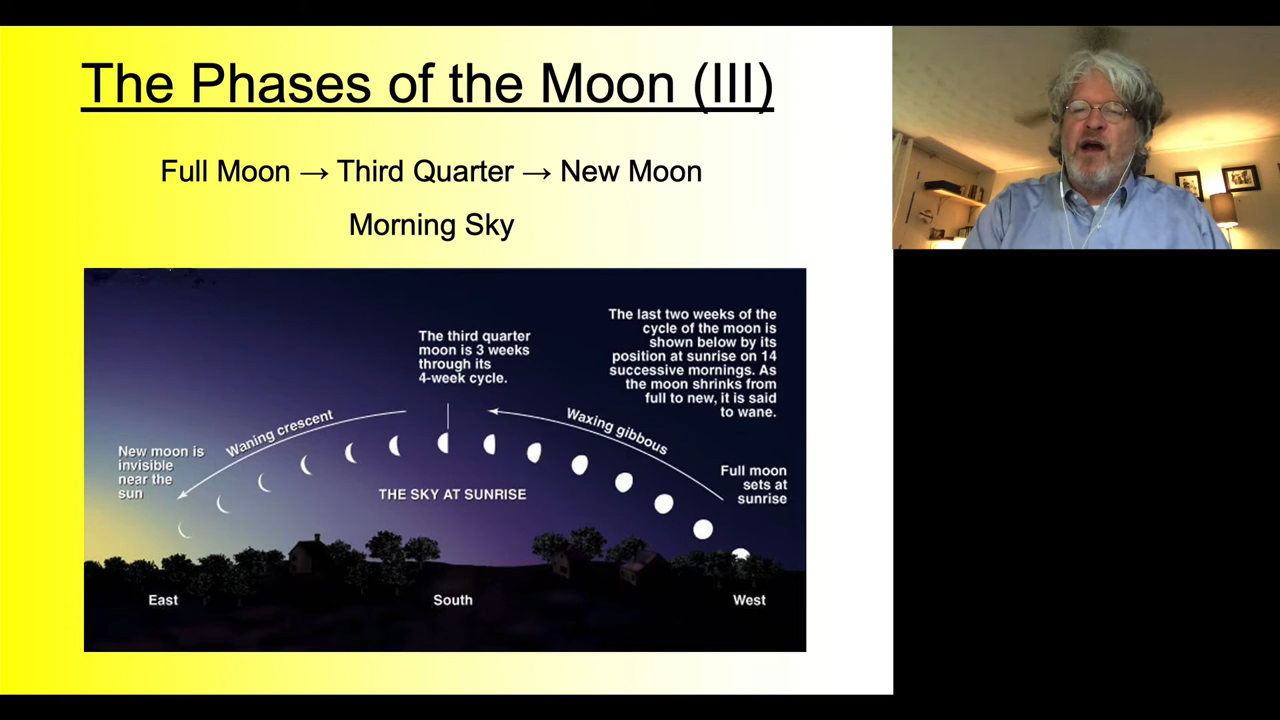 The Phases of the Moon (III)
Full Moon → Third Quarter → New Moon
Morning Sky
The last two weeks of the
cycle of the moon is
shown below by its
position at sunrise on 14
successive mornings. As
the moon shrinks from
full to new, it is said
to wane.
The third quarter
moon is 3 weeks
through its
4-week cycle.
Waning crescent
Waxing gibbous
New moon is
invisible
near the
sun
Full moon
sets at
sunrise
THE SKY AT SUNRISE
East
South
West